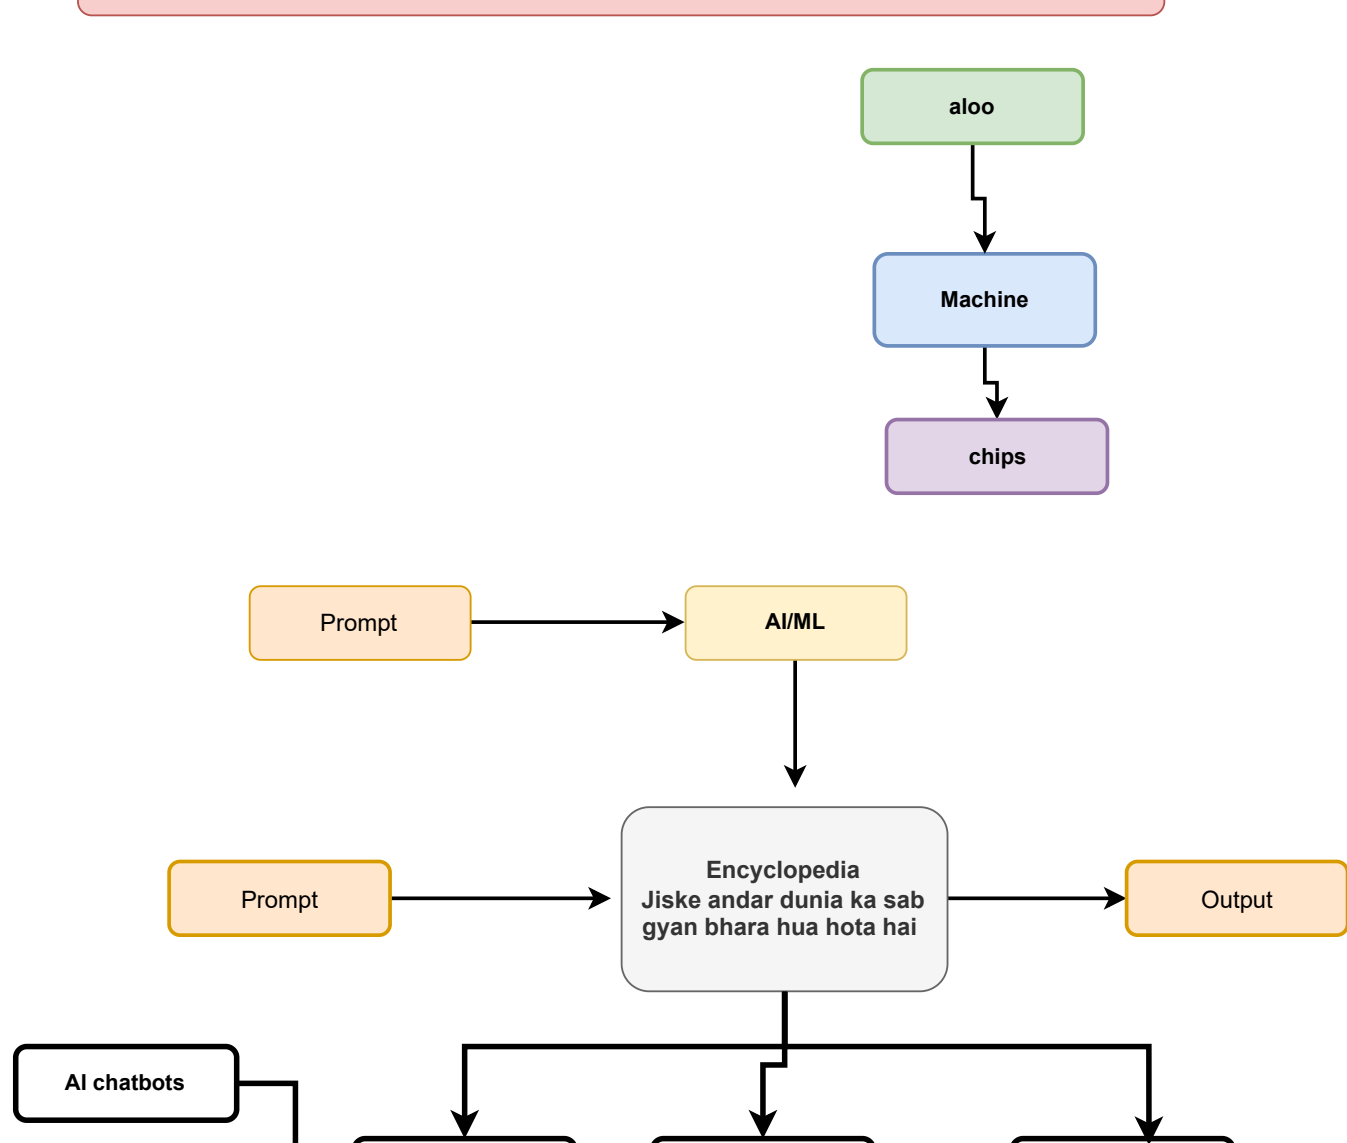 aloo
Machine
chips
Prompt
AI/ML
Encyclopedia
Jiske andar dunia ka sab
gyan bhara hua hota hai
Prompt
Output
AI chatbots